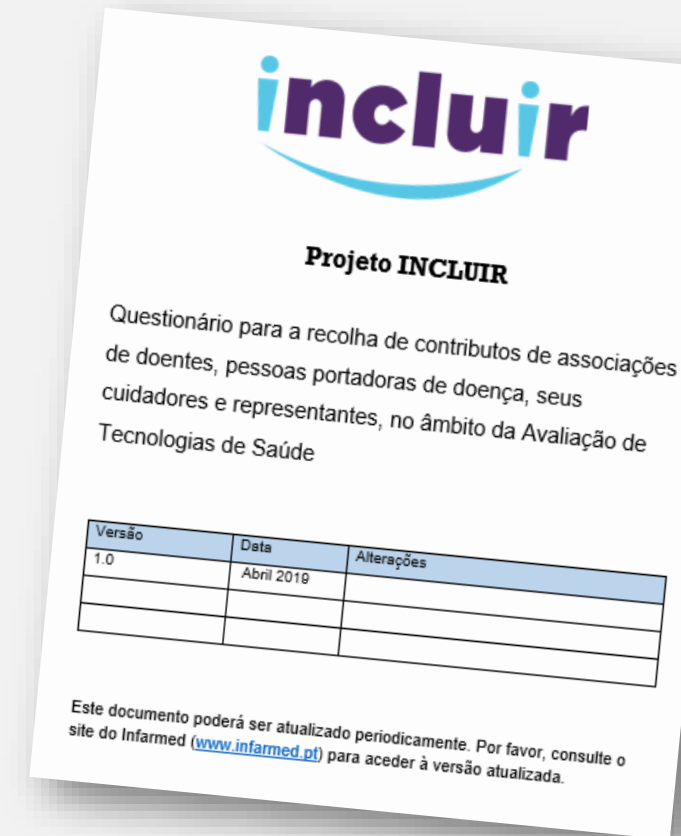 incluir
Projeto INCLUIR
Questionário para a recolha de contributos de associações
de doentes, pessoas portadoras de doença, seus
cuidadores e representantes, no âmbito da Avaliação de
Tecnologias de Saúde
Versão Data Alterações
1.0 Abril 2019
Este documento poderá ser atualizado periodicamente. Por favor, consulte o
site do Infarmed (www.infarmed.pt) para aceder à versão atualizada.